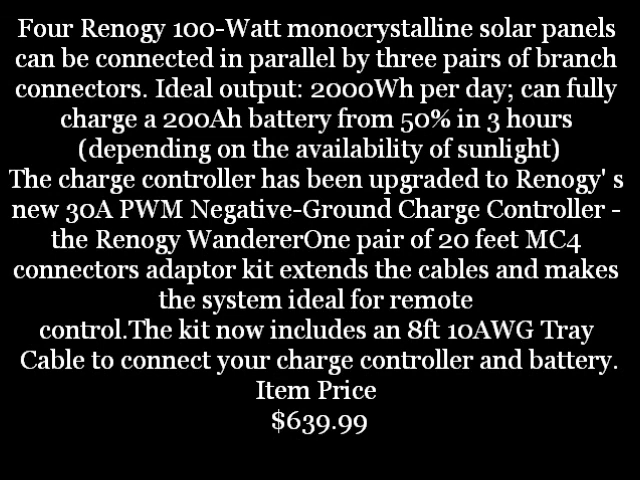 Four Renogy 100-Watt monocrystalline solar panels
can be connected in parallel by three pairs of branch
connectors. Ideal output: 2000Wh per day; can fully
charge a 200Ah battery from 50% in 3 hours
(depending on the availability of sunlight)
The charge controller has been upgraded to Renogy' s
new 30A PWM Negative-Ground Charge Controller -
the Renogy WandererOne pair of 20 feet MC4
connectors adaptor kit extends the cables and makes
the system ideal for remote
control.The kit now includes an 8ft 10AWG Tray
Cable to connect your charge controller and battery.
Item Price
$639.99